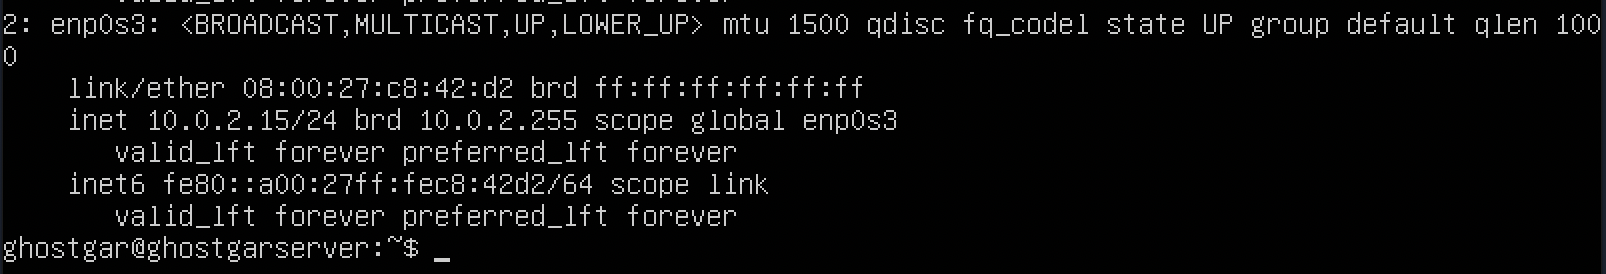 2: enp0s3: <BROADCAST,MULTICAST,UP,LOWER_UP> mtu 1500 qdisc fq_codel state UP group default qlen 100
0
link/ether 08:00:27:c8:42:d2 brd ff:ff:ff:ff:ff:ff
inet 10.0.2.15/24 brd 10.0.2.255 scope global enp0s3
valid_lft forever preferred_lft forever
inet6 fe80::a00:27ff:fec8:42d2/64 scope link
valid_lft forever preferred_lft forever
ghostgar@ghostgarserver:~$ _